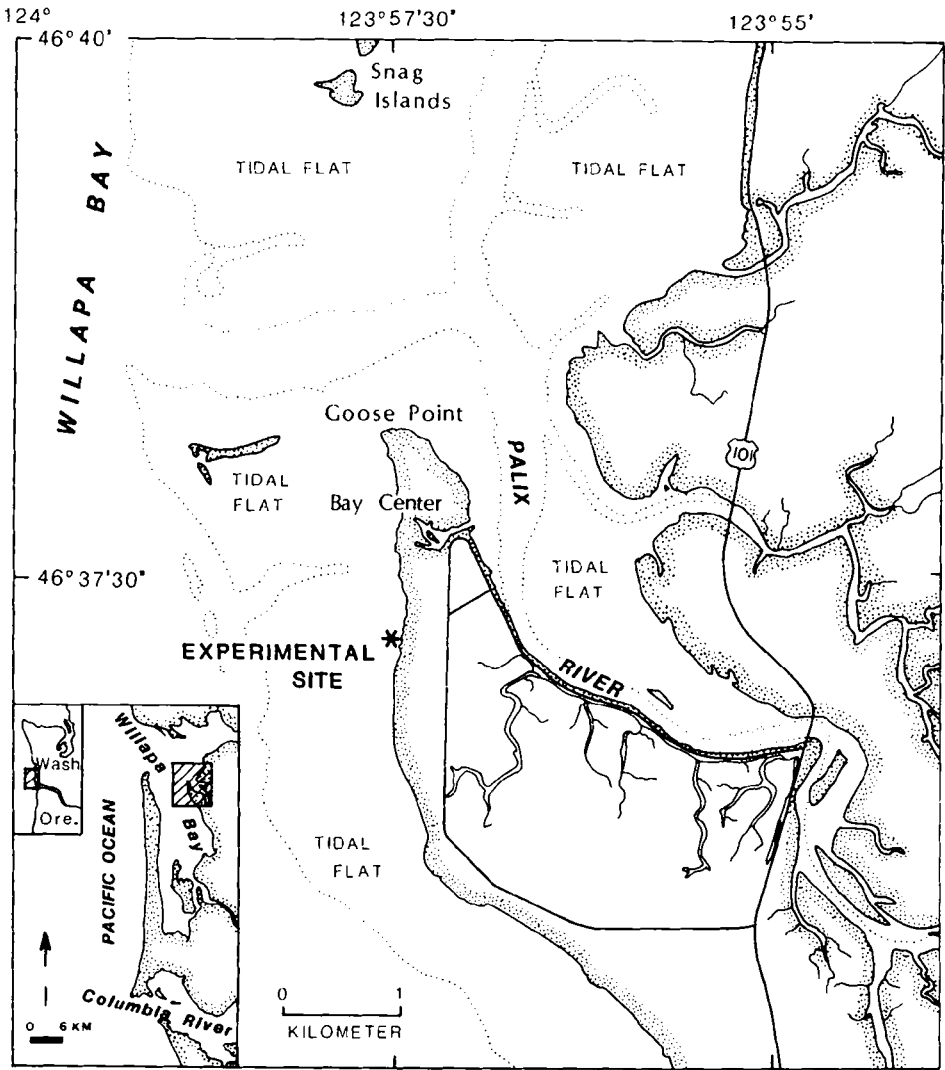 124°
123°57'30"
123°55'
46°40'
Snag
Islands
TIDAL FLAT
TIDAL FLAT
WILLAPA BAY
Goose Point
101
PALIX
TIDAL
FLAT
Bay Center
TIDAL
FLAT
46°37'30"
*
EXPERIMENTAL
SITE
RIVER
Willapa
Bay
Wash
Ore.
PACIFIC OCEAN
TIDAL
FLAT
Columbia River
0 6 KM
0 1
KILOMETER